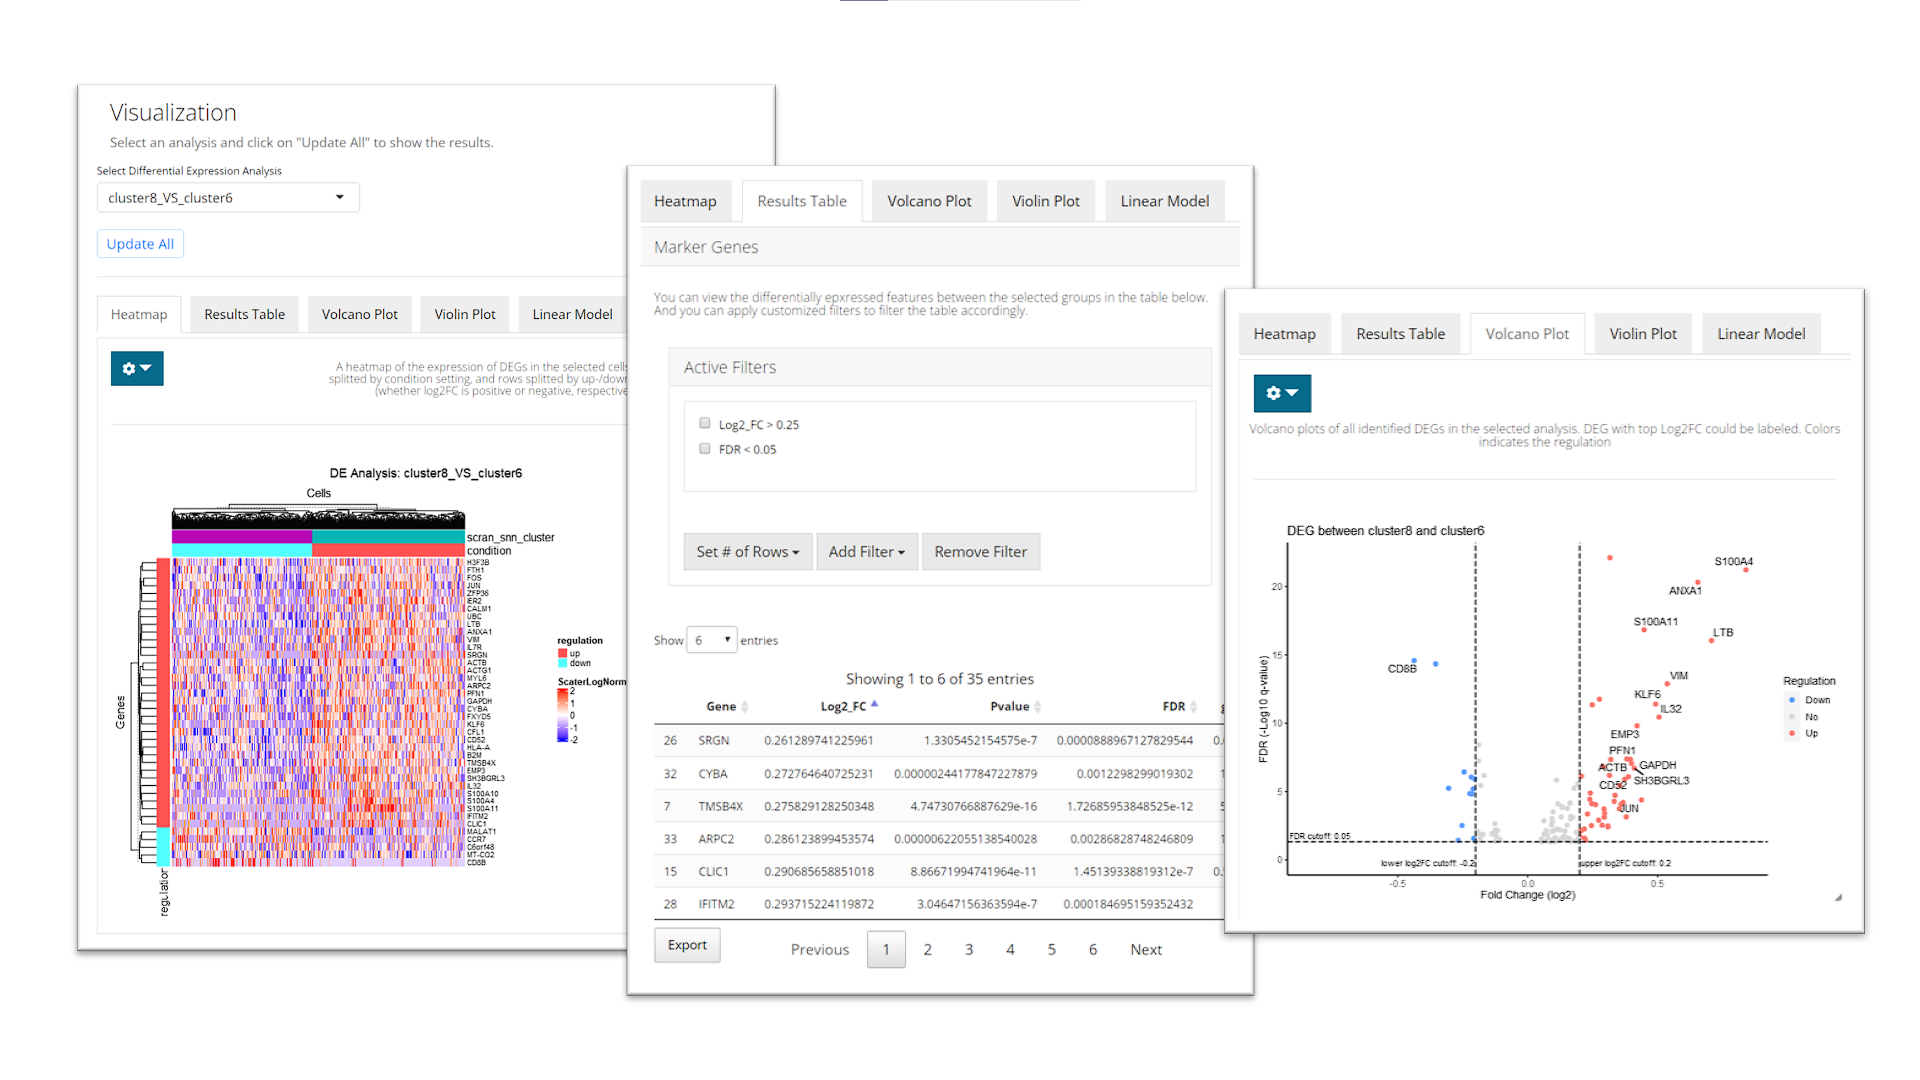 Visualization
Select an analysis and click on "Update All" to show the results.
Select Differential Expression Analysis
cluster8_VS_cluster6
Update All
Heatmap
Results Table
Volcano Plot
Violin Plot
Linear Model
A heatmap of the expression of DEGs in the selected cell
splitted by condition setting, and rows splitted by up-/down
(whether log2FC is positive or negative, respective
DE Analysis: cluster8_VS_cluster6
Cells
scran_snn_cluster
condition
H3F3B
FTH1
FOS
JUN
ZFP36
IER2
CALM1
UBC
LTB
ANXA1
VIM
IL7R
SRGN
ACTB
ACTG1
MYL6
ARPC2
PFN1
GAPDH
CYBA
FXYD5
KLF6
CFL1
CD52
HLA-A
B2M
TMSB4X
EMP3
SH3BGRL3
IL32
S100A10
S100A4
S100A11
IFITM2
CLIC1
MALAT1
CCR7
C6orf48
MT-CO2
CD8B
Genes
regulation
regulation
up
down
ScaterLogNorm
2
1
0
-1
-2
Heatmap
Results Table
Volcano Plot
Violin Plot
Linear Model
Marker Genes
You can view the differentially epxressed features between the selected groups in the table below.
And you can apply customized filters to filter the table accordingly.
Active Filters
Log2_FC > 0.25
FDR < 0.05
Set # of Rows
Add Filter
Remove Filter
Show 6 entries
Showing 1 to 6 of 35 entries
Gene Log2_FC Pvalue FDR
26 SRGN 0.261289741225961 1.3305452154575e-7 0.0000888967127829544 0.
32 CYBA 0.272764640725231 0.00000244177847227879 0.0012298299019302 1
7 TMSB4X 0.275829128250348 4.74730766887629e-16 1.72685953848525e-12 5
33 ARPC2 0.286123899453574 0.00000622055138540028 0.00286828748246809 1
15 CLIC1 0.290685658851018 8.86671994741964e-11 1.45139338819312e-7 0.
28 IFITM2 0.293715224119872 3.04647156363594e-7 0.000184695159352432
Export
Previous 1 2 3 4 5 6 Next
Heatmap
Results Table
Volcano Plot
Violin Plot
Linear Model
Volcano plots of all identified DEGs in the selected analysis. DEG with top Log2FC could be labeled. Colors
indicates the regulation
DEG between cluster8 and cluster6
S100A4
ANXA1
S100A11
LTB
CD8B
VIM
KLF6
IL32
EMP3
PFN1
ACTB
GAPDH
SH3BGRL3
CD52
JUN
FDR cutoff: 0.05
lower log2FC cutoff: -0.2
upper log2FC cutoff: 0.2
20
15
10
5
0
-0.5
0.0
0.5
FDR (-Log10 q-value)
Fold Change (log2)
Regulation
Down
No
Up